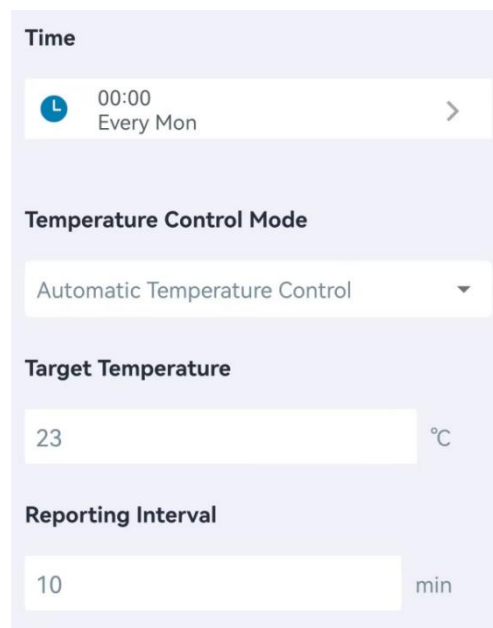 Time
00:00
Every Mon
Temperature Control Mode
Automatic Temperature Control
Target Temperature
23 ℃
Reporting Interval
10 min